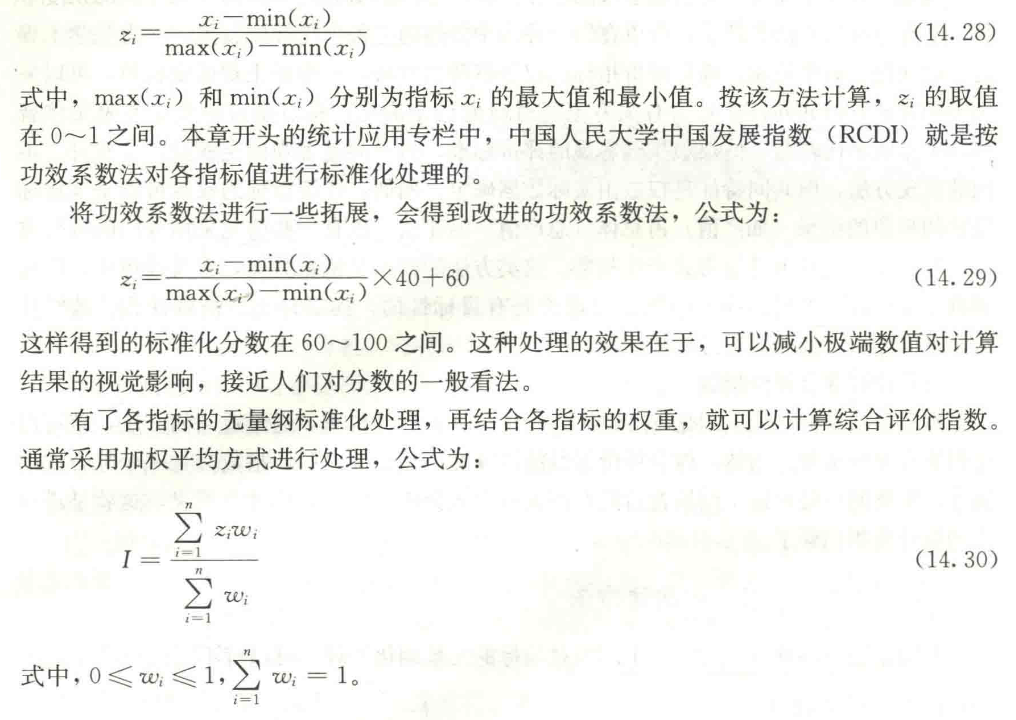 z_i = (x_i − min(x_i)) / (max(x_i) − min(x_i)) (14.28)
式中，max(x_i) 和 min(x_i) 分别为指标 x_i 的最大值和最小值。按该方法计算，z_i 的取值
在 0～1 之间。本章开头的统计应用专栏中，中国人民大学中国发展指数（RCDI）就是按
功效系数法对各指标值进行标准化处理的。
将功效系数法进行一些拓展，会得到改进的功效系数法，公式为：
z_i = (x_i − min(x_i)) / (max(x_i) − min(x_i)) ×40＋60 (14.29)
这样得到的标准化分数在 60～100 之间。这种处理的效果在于，可以减小极端数值对计算
结果的视觉影响，接近人们对分数的一般看法。
有了各指标的无量纲标准化处理，再结合各指标的权重，就可以计算综合评价指数。
通常采用加权平均方式进行处理，公式为：
I = (∑_{i=1}^{n} z_i w_i) / (∑_{i=1}^{n} w_i) (14.30)
式中，0 ≤ w_i ≤ 1，∑_{i=1}^{n} w_i = 1。